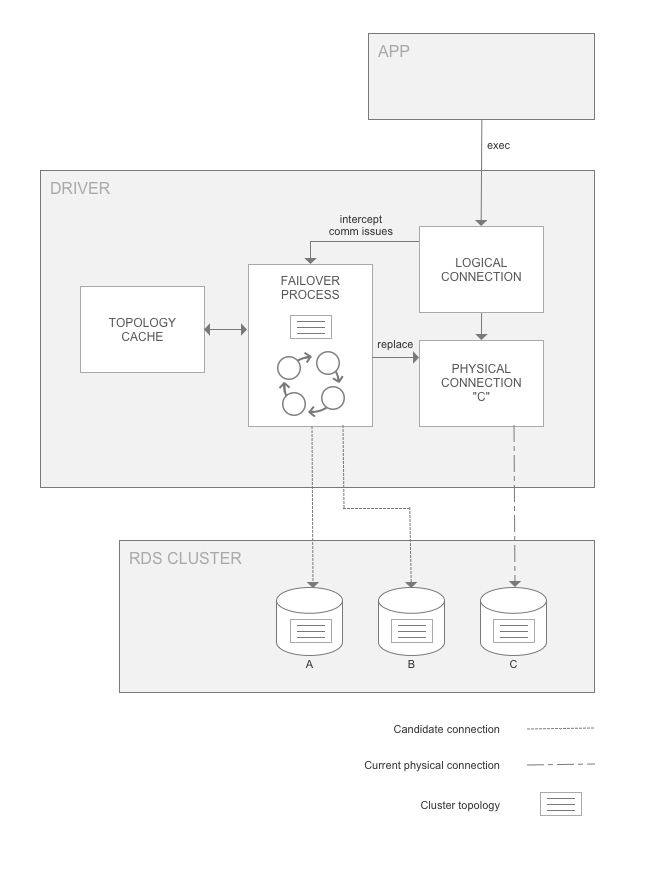 APP
exec
DRIVER
intercept
comm issues
LOGICAL
CONNECTION
FAILOVER
PROCESS
TOPOLOGY
CACHE
replace
PHYSICAL
CONNECTION
"C"
RDS CLUSTER
A
B
C
Candidate connection
Current physical connection
Cluster topology